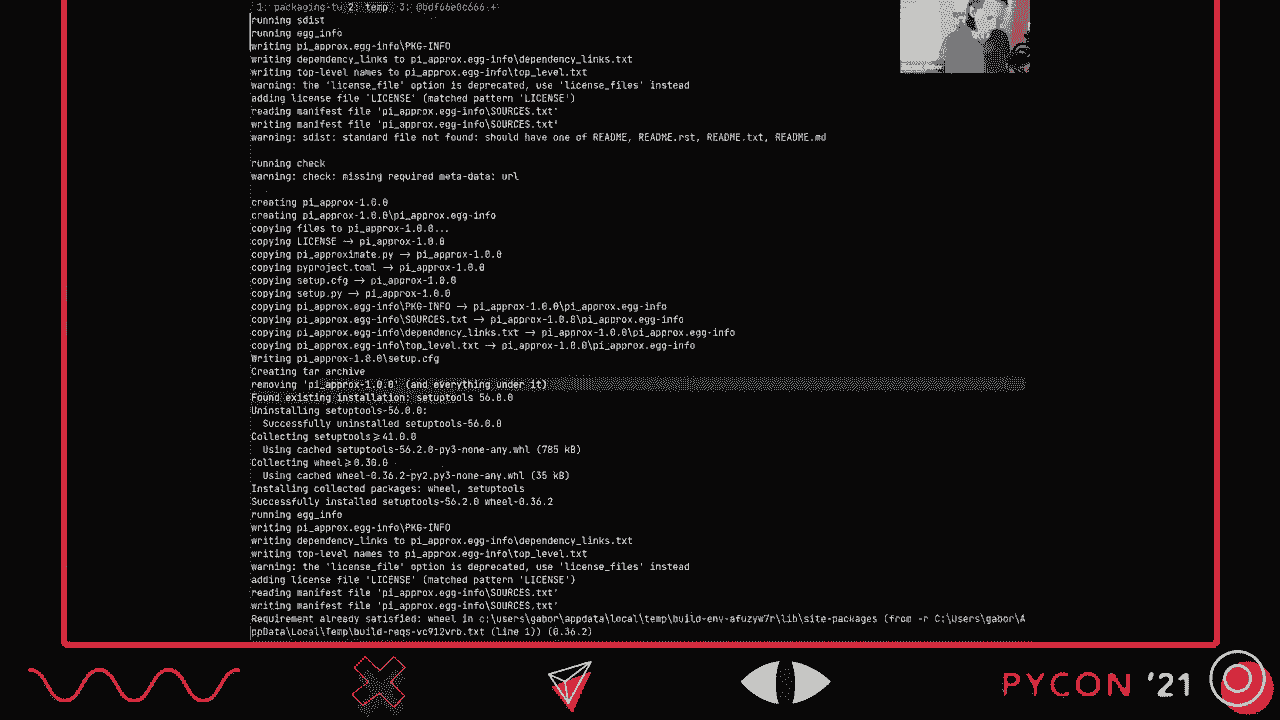 1: packaging-tu 2: temp 3: @bdf66e0c666 +
running sdist
running egg_info
writing pi_approx.egg-info\PKG-INFO
writing dependency_links to pi_approx.egg-info\dependency_links.txt
writing top-level names to pi_approx.egg-info\top_level.txt
warning: the 'license_file' option is deprecated, use 'license_files' instead
adding license file 'LICENSE' (matched pattern 'LICENSE')
reading manifest file 'pi_approx.egg-info\SOURCES.txt'
writing manifest file 'pi_approx.egg-info\SOURCES.txt'
warning: sdist: standard file not found: should have one of README, README.rst, README.txt, README.md
running check
warning: check: missing required meta-data: url
creating pi_approx-1.0.0
creating pi_approx-1.0.0\pi_approx.egg-info
copying files to pi_approx-1.0.0...
copying LICENSE -> pi_approx-1.0.0
copying pi_approximate.py -> pi_approx-1.0.0
copying pyproject.toml -> pi_approx-1.0.0
copying setup.cfg -> pi_approx-1.0.0
copying setup.py -> pi_approx-1.0.0
copying pi_approx.egg-info\PKG-INFO -> pi_approx-1.0.0\pi_approx.egg-info
copying pi_approx.egg-info\SOURCES.txt -> pi_approx-1.0.0\pi_approx.egg-info
copying pi_approx.egg-info\dependency_links.txt -> pi_approx-1.0.0\pi_approx.egg-info
copying pi_approx.egg-info\top_level.txt -> pi_approx-1.0.0\pi_approx.egg-info
Writing pi_approx-1.0.0\setup.cfg
Creating tar archive
removing 'pi_approx-1.0.0' (and everything under it)
Found existing installation: setuptools 56.0.0
Uninstalling setuptools-56.0.0:
Successfully uninstalled setuptools-56.0.0
Collecting setuptools>=41.0.0
Using cached setuptools-56.2.0-py3-none-any.whl (785 kB)
Collecting wheel>=0.30.0
Using cached wheel-0.36.2-py2.py3-none-any.whl (35 kB)
Installing collected packages: wheel, setuptools
Successfully installed setuptools-56.2.0 wheel-0.36.2
running egg_info
writing pi_approx.egg-info\PKG-INFO
writing dependency_links to pi_approx.egg-info\dependency_links.txt
writing top-level names to pi_approx.egg-info\top_level.txt
warning: the 'license_file' option is deprecated, use 'license_files' instead
adding license file 'LICENSE' (matched pattern 'LICENSE')
reading manifest file 'pi_approx.egg-info\SOURCES.txt'
writing manifest file 'pi_approx.egg-info\SOURCES.txt'
Requirement already satisfied: wheel in c:\users\gabor\appdata\local\temp\build-env-afuzyw7r\lib\site-packages (from -r C:\Users\gabor\A
ppData\Local\Temp\build-reqs-vc912vrb.txt (line 1)) (0.36.2)
PYCON '21